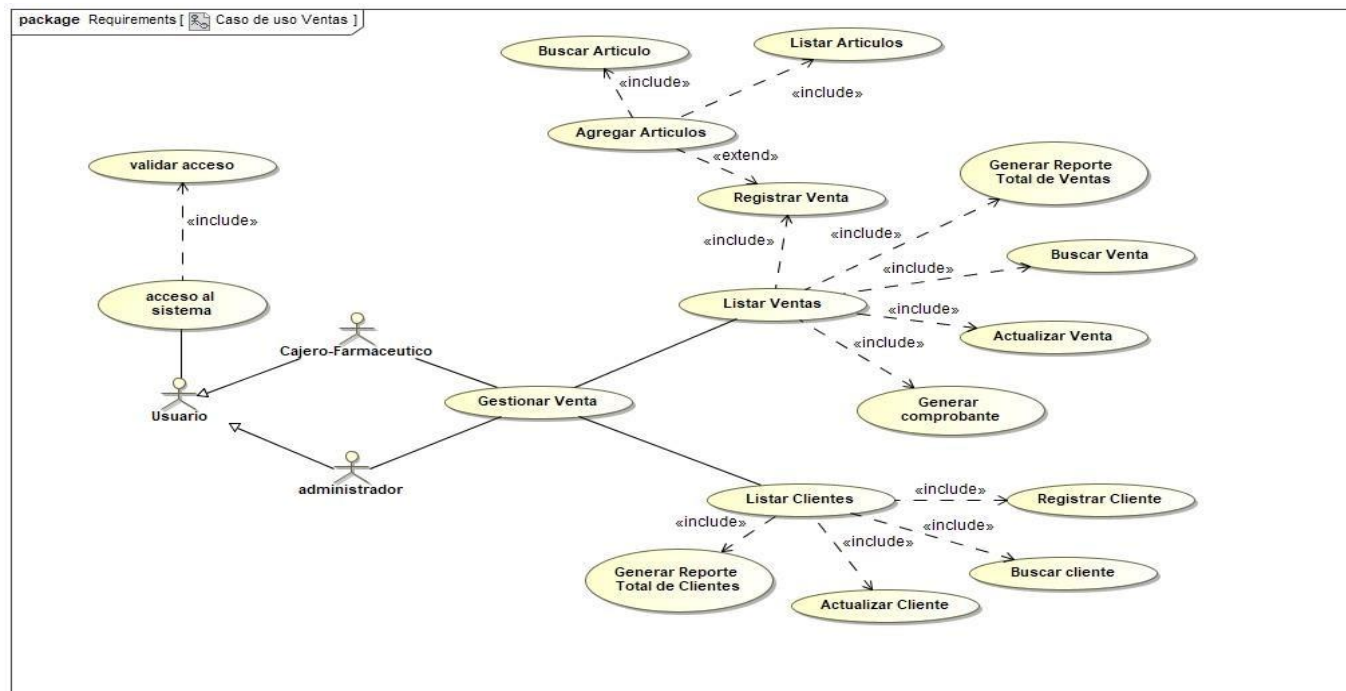 package Requirements [ Caso de uso Ventas ]
Buscar Articulo
Listar Articulos
«include»
«include»
Agregar Articulos
«extend»
validar acceso
Generar Reporte
Total de Ventas
Registrar Venta
«include»
«include»
«include»
Buscar Venta
«include»
acceso al
sistema
Listar Ventas
«include»
Actualizar Venta
«include»
Cajero-Farmaceutico
Usuario
Gestionar Venta
Generar
comprobante
administrador
Listar Clientes
«include»
Registrar Cliente
«include»
«include»
«include»
Generar Reporte
Total de Clientes
Buscar cliente
Actualizar Cliente